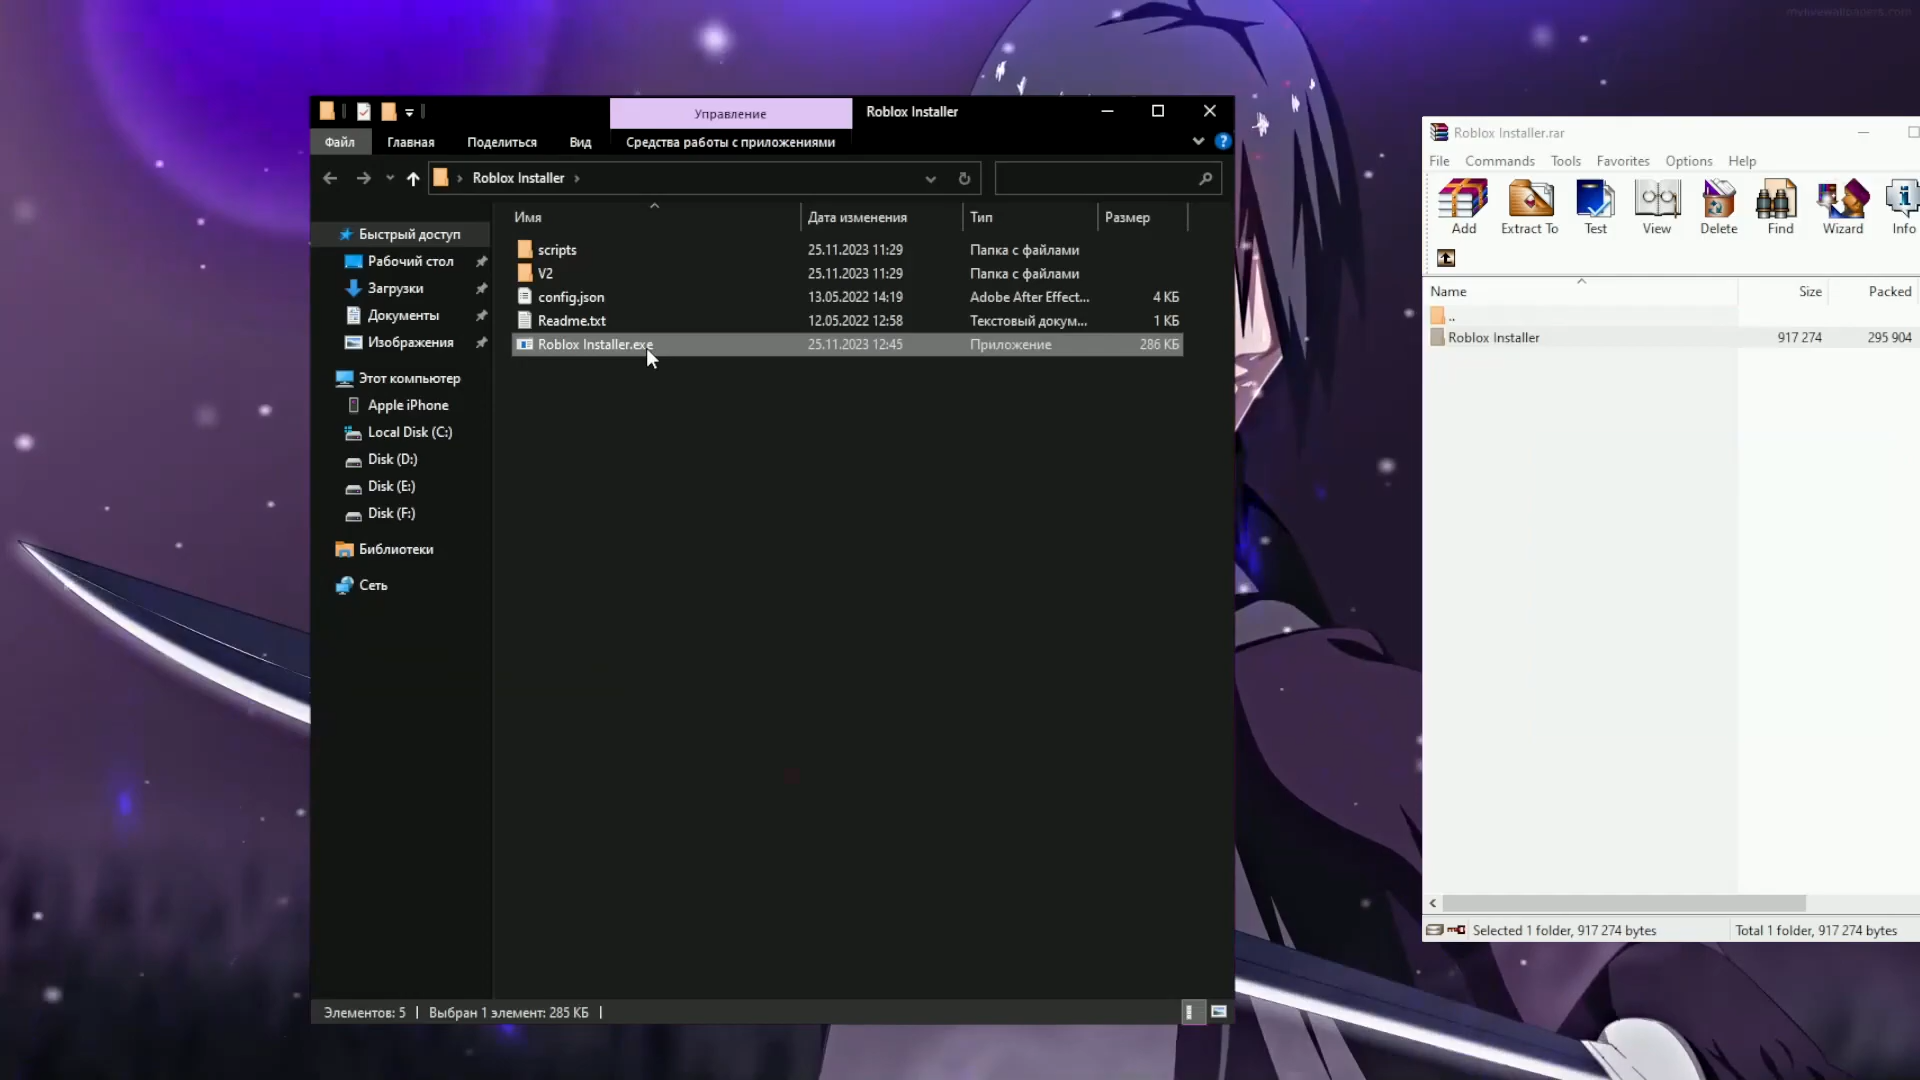 mylivewallpapers.com
Управление
Roblox Installer
Файл
Главная
Поделиться
Вид
Средства работы с приложениями
Roblox Installer
Имя
Дата изменения
Тип
Размер
scripts
25.11.2023 11:29
Папка с файлами
V2
25.11.2023 11:29
Папка с файлами
config.json
13.05.2022 14:19
Adobe After Effect...
4 КБ
Readme.txt
12.05.2022 12:58
Текстовый докум...
1 КБ
Roblox Installer.exe
25.11.2023 12:45
Приложение
286 КБ
Быстрый доступ
Рабочий стол
Загрузки
Документы
Изображения
Этот компьютер
Apple iPhone
Local Disk (C:)
Disk (D:)
Disk (E:)
Disk (F:)
Библиотеки
Сеть
Элементов: 5
Выбран 1 элемент: 285 КБ
Roblox Installer.rar
File
Commands
Tools
Favorites
Options
Help
Add
Extract To
Test
View
Delete
Find
Wizard
Info
Name
Size
Packed
..
Roblox Installer
917 274
295 904
Selected 1 folder, 917 274 bytes
Total 1 folder, 917 274 bytes